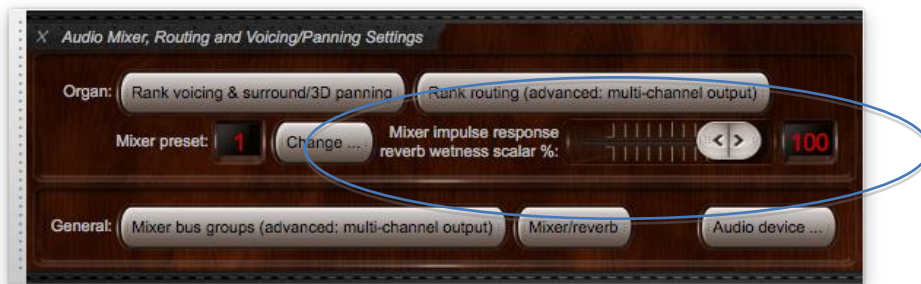 X Audio Mixer, Routing and Voicing/Panning Settings
Organ: Rank voicing & surround/3D panning Rank routing (advanced: multi-channel output)
Mixer preset: 1 Change ... Mixer impulse response
reverb wetness scalar %: < > 100
General: Mixer bus groups (advanced: multi-channel output) Mixer/reverb Audio device ...